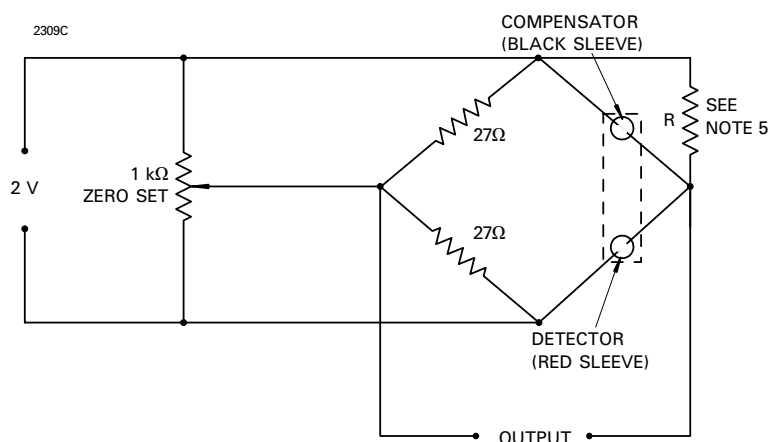 2309C
COMPENSATOR
(BLACK SLEEVE)
27Ω
R
SEE
NOTE 5
1 kΩ
ZERO SET
2 V
27Ω
DETECTOR
(RED SLEEVE)
OUTPUT